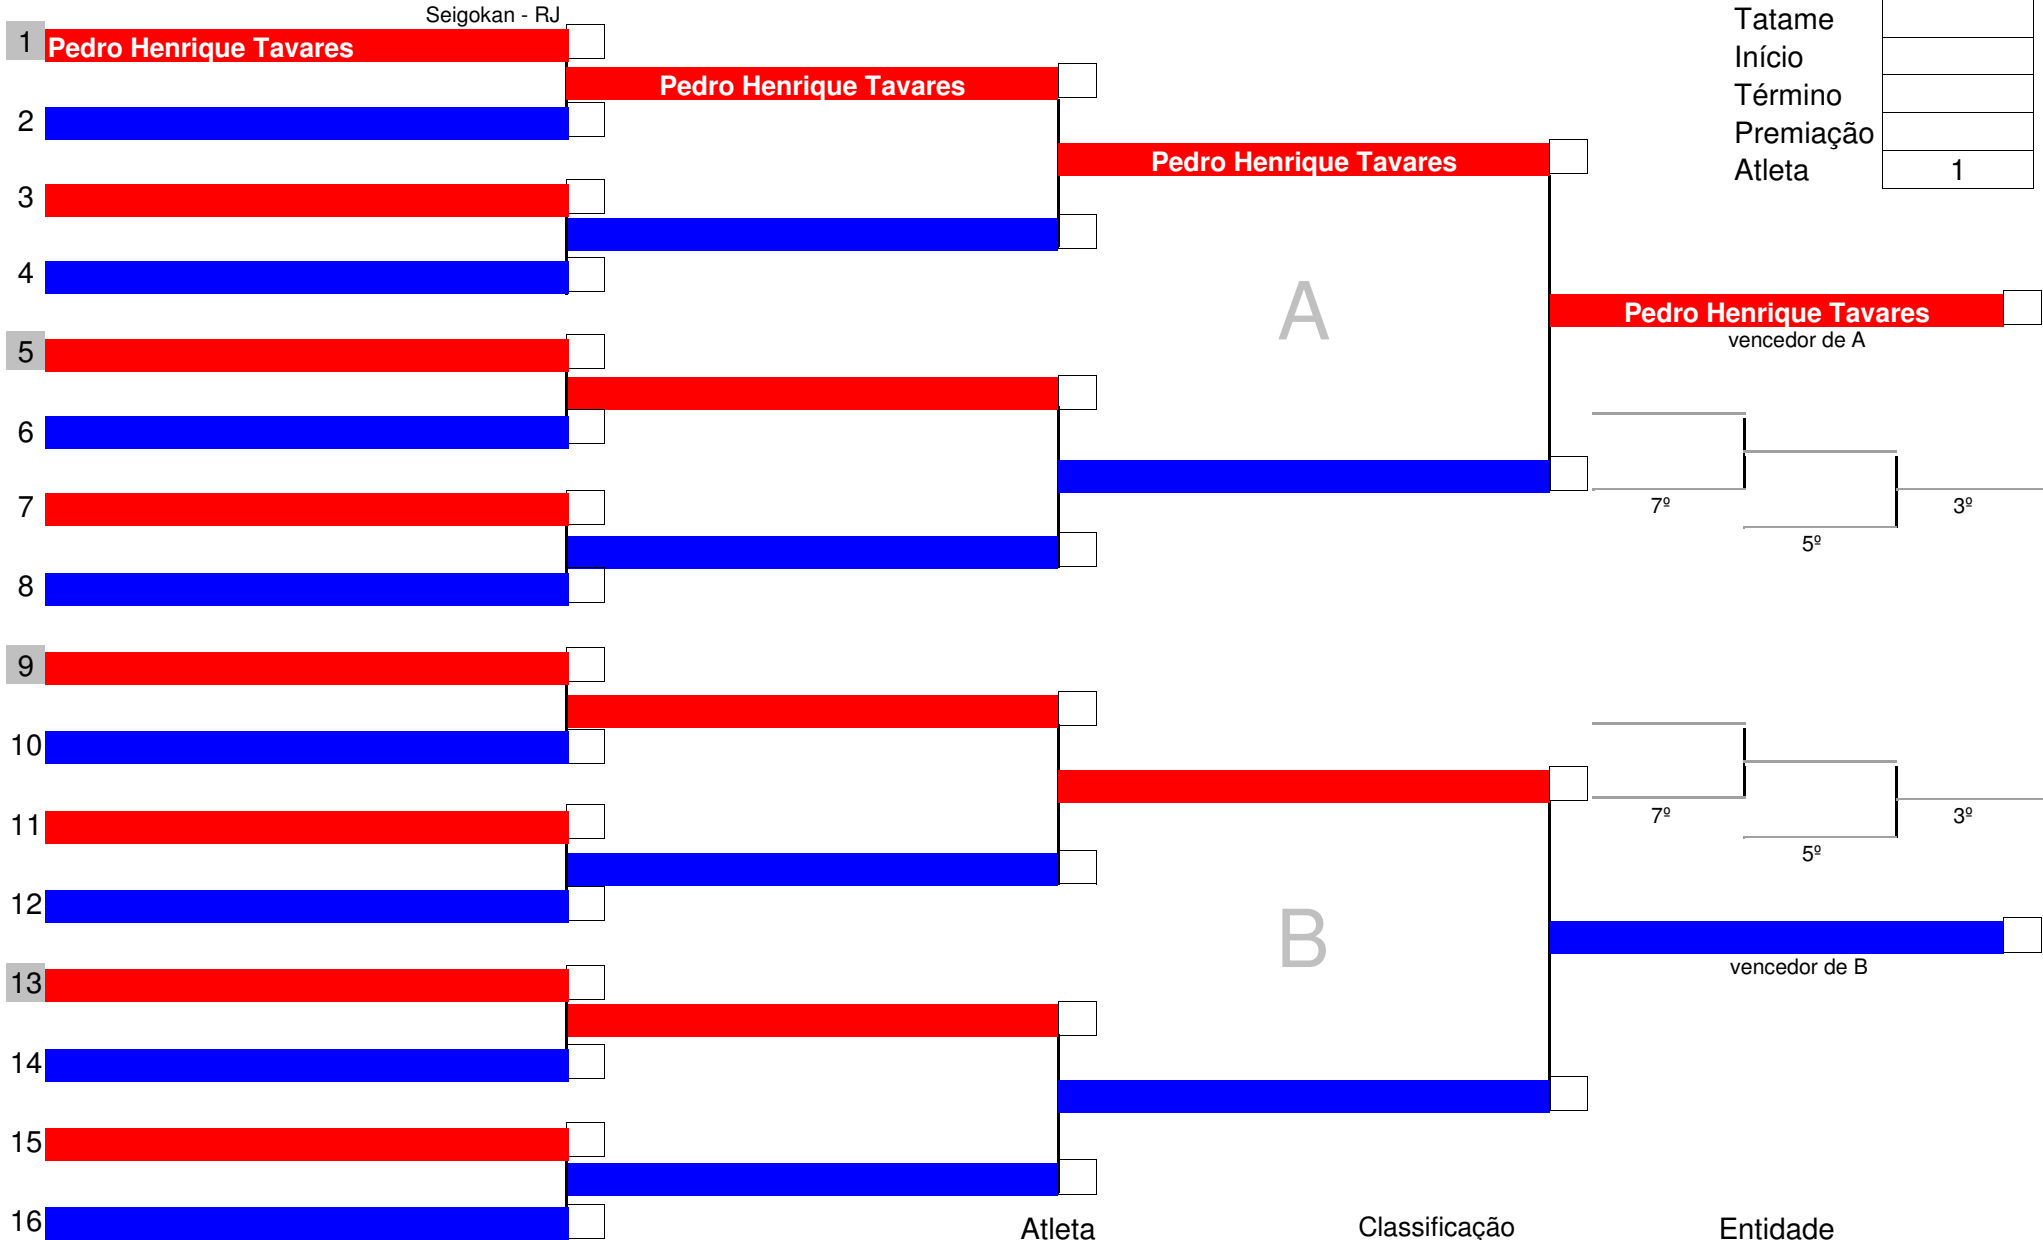 Seigokan - RJ
Tatame
1 Pedro Henrique Tavares
Início
Pedro Henrique Tavares
Término
2
Premiação
Pedro Henrique Tavares
Atleta 1
3
4
A
Pedro Henrique Tavares
vencedor de A
5
6
7
7º 3º
5º
8
9
10
11
7º 3º
5º
12
B
vencedor de B
13
14
15
16
Atleta Classificação Entidade